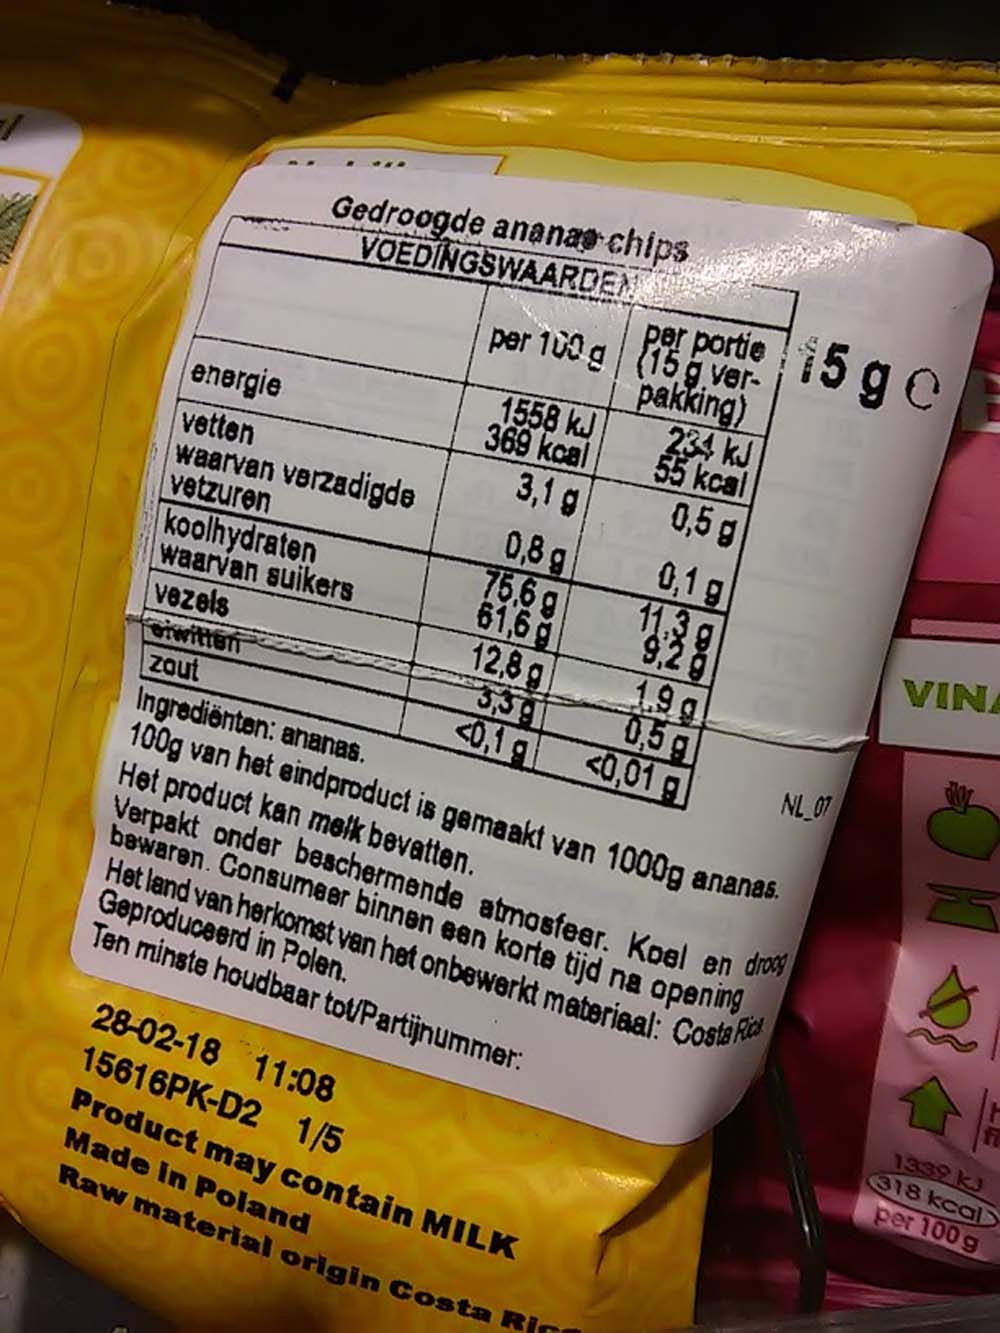 Gedroogde ananas chips
VOEDINGSWAARDEN
per 100 g
per portie
(15 g ver-
pakking)
15 g e
energie 1558 kJ 234 kJ
369 kcal 55 kcal
vetten 3,1 g 0,5 g
waarvan verzadigde
vetzuren 0,8 g 0,1 g
koolhydraten 75,6 g 11,3 g
waarvan suikers 61,6 g 9,2 g
vezels 12,8 g 1,9 g
eiwitten 3,3 g 0,5 g
zout <0,1 g <0,01 g
NL_07
Ingrediënten: ananas.
100g van het eindproduct is gemaakt van 1000g ananas.
Het product kan melk bevatten.
Verpakt onder beschermende atmosfeer. Koel en droog
bewaren. Consumeer binnen een korte tijd na opening
Het land van herkomst van het onbewerkt materiaal: Costa Rica.
Geproduceerd in Polen.
Ten minste houdbaar tot/Partijnummer:
28-02-18 11:08
15616PK-D2 1/5
Product may contain MILK
Made in Poland
Raw material origin Costa Rica
VINA
1339 kJ
318 kcal
per 100 g